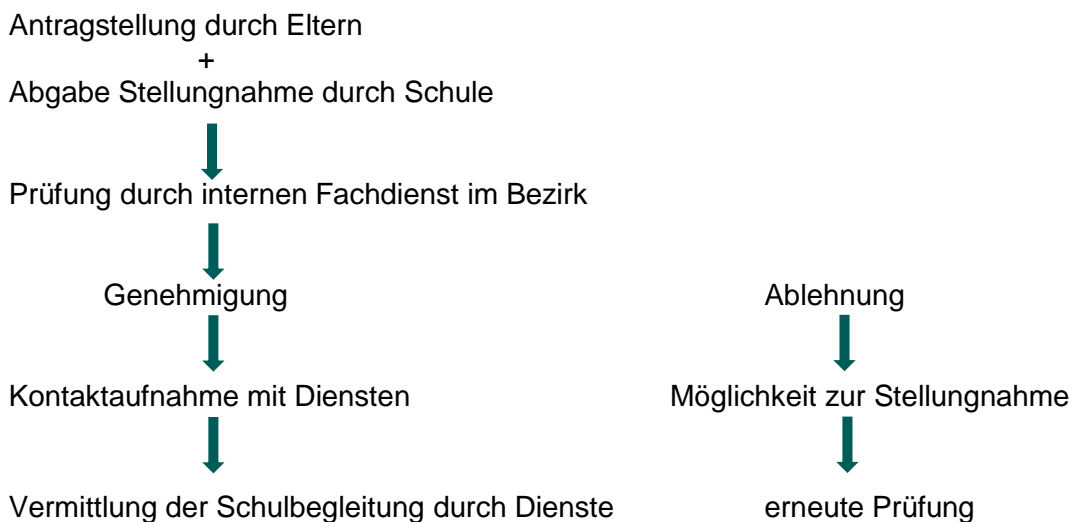 Antragstellung durch Eltern
+
Abgabe Stellungnahme durch Schule
Prüfung durch internen Fachdienst im Bezirk
Genehmigung
Ablehnung
Kontaktaufnahme mit Diensten
Möglichkeit zur Stellungnahme
Vermittlung der Schulbegleitung durch Dienste
erneute Prüfung